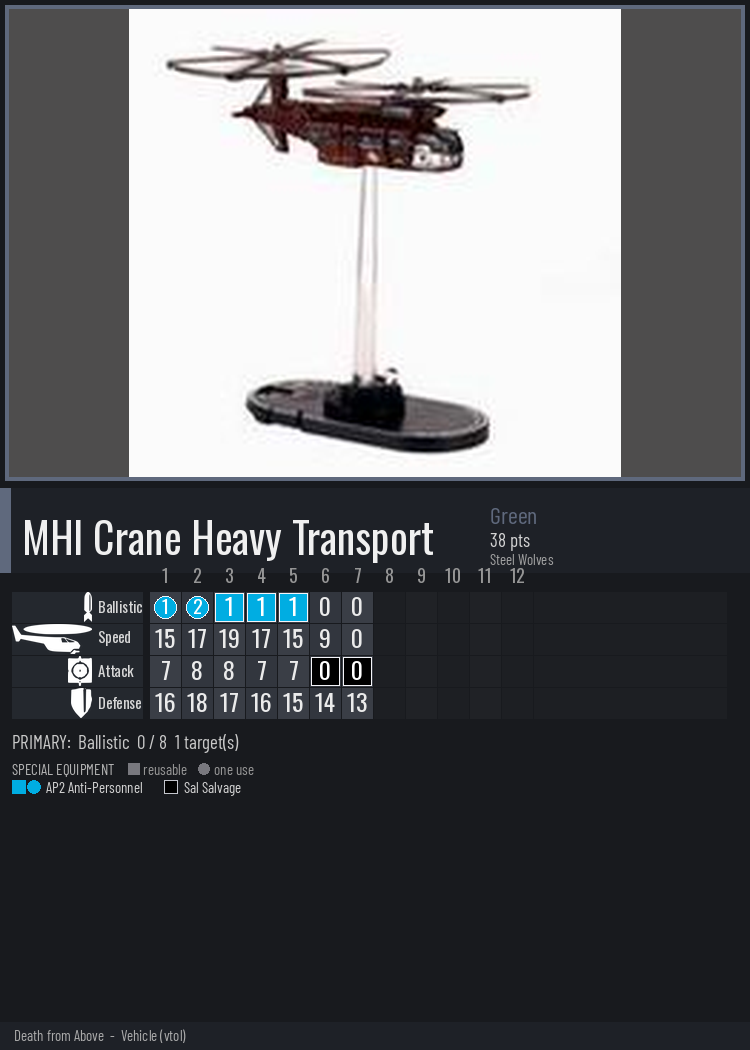 MHI Crane Heavy Transport
Green
38 pts
Steel Wolves
1 2 3 4 5 6 7 8 9 10 11 12
Ballistic 1 2 1 1 1 0 0
Speed 15 17 19 17 15 9 0
Attack 7 8 8 7 7 0 0
Defense 16 18 17 16 15 14 13
PRIMARY: Ballistic 0 / 8 1 target(s)
SPECIAL EQUIPMENT reusable one use
AP2 Anti-Personnel Sal Salvage
Death from Above - Vehicle (vtol)